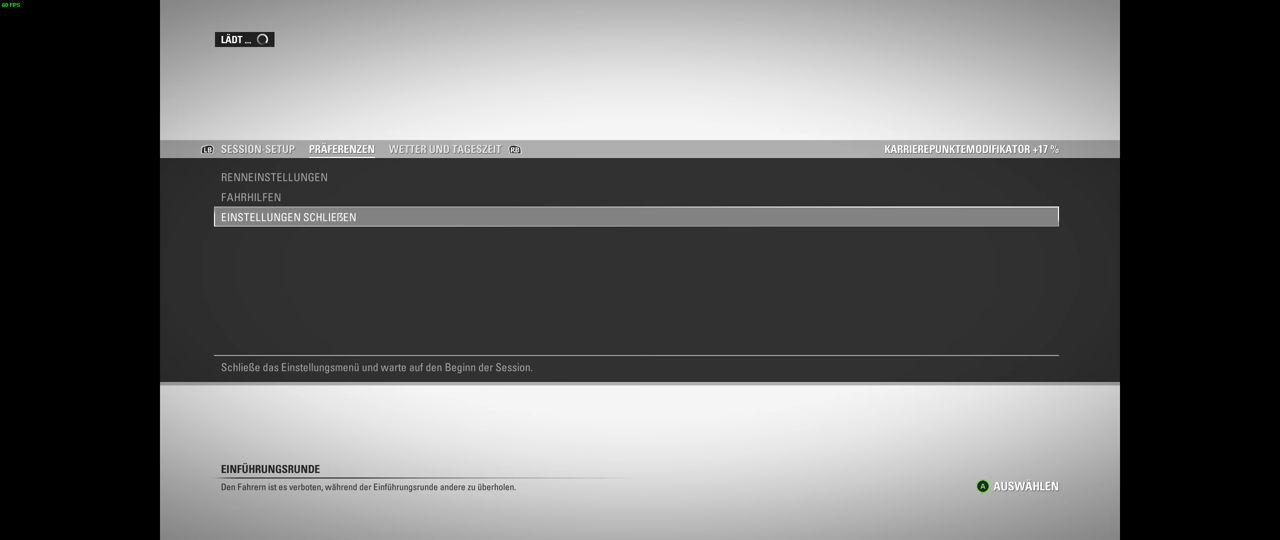 60 FPS
LÄDT ...
LB SESSION-SETUP PRÄFERENZEN WETTER UND TAGESZEIT RB KARRIEREPUNKTEMODIFIKATOR +17 %
RENNEINSTELLUNGEN
FAHRHILFEN
EINSTELLUNGEN SCHLIEßEN
Schließe das Einstellungsmenü und warte auf den Beginn der Session.
EINFÜHRUNGSRUNDE
Den Fahrern ist es verboten, während der Einführungsrunde andere zu überholen.
A AUSWÄHLEN